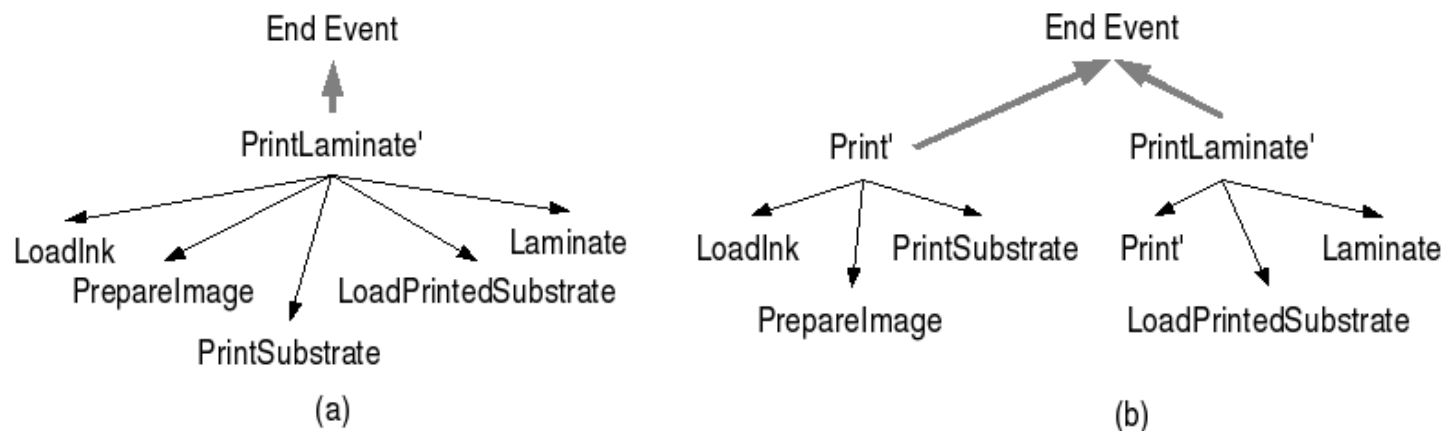 End Event
PrintLaminate'
LoadInk
PrepareImage
PrintSubstrate
LoadPrintedSubstrate
Laminate
(a)
End Event
Print'
PrintLaminate'
LoadInk
PrepareImage
PrintSubstrate
Print'
LoadPrintedSubstrate
Laminate
(b)